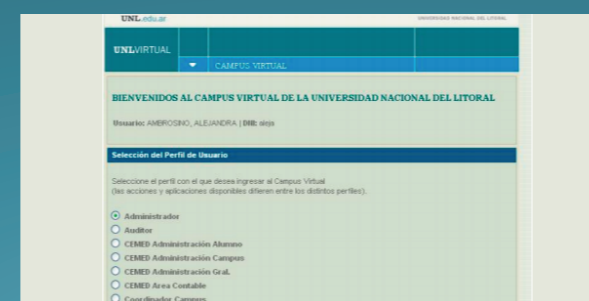 UNL.edu.ar
UNIVERSIDAD NACIONAL DEL LITORAL
UNLVIRTUAL
CAMPUS VIRTUAL
BIENVENIDOS AL CAMPUS VIRTUAL DE LA UNIVERSIDAD NACIONAL DEL LITORAL
Usuario: AMBROSINO, ALEJANDRA |
Selección del Perfil de Usuario
Seleccione el perfil con el que desea ingresar al Campus Virtual
(las acciones y aplicaciones disponibles difieren entre los distintos perfiles).
Administrador
Auditor
CEMED Administración Alumno
CEMED Administración Campus
CEMED Administración Gral.
CEMED Area Contable
Coordinador Campus